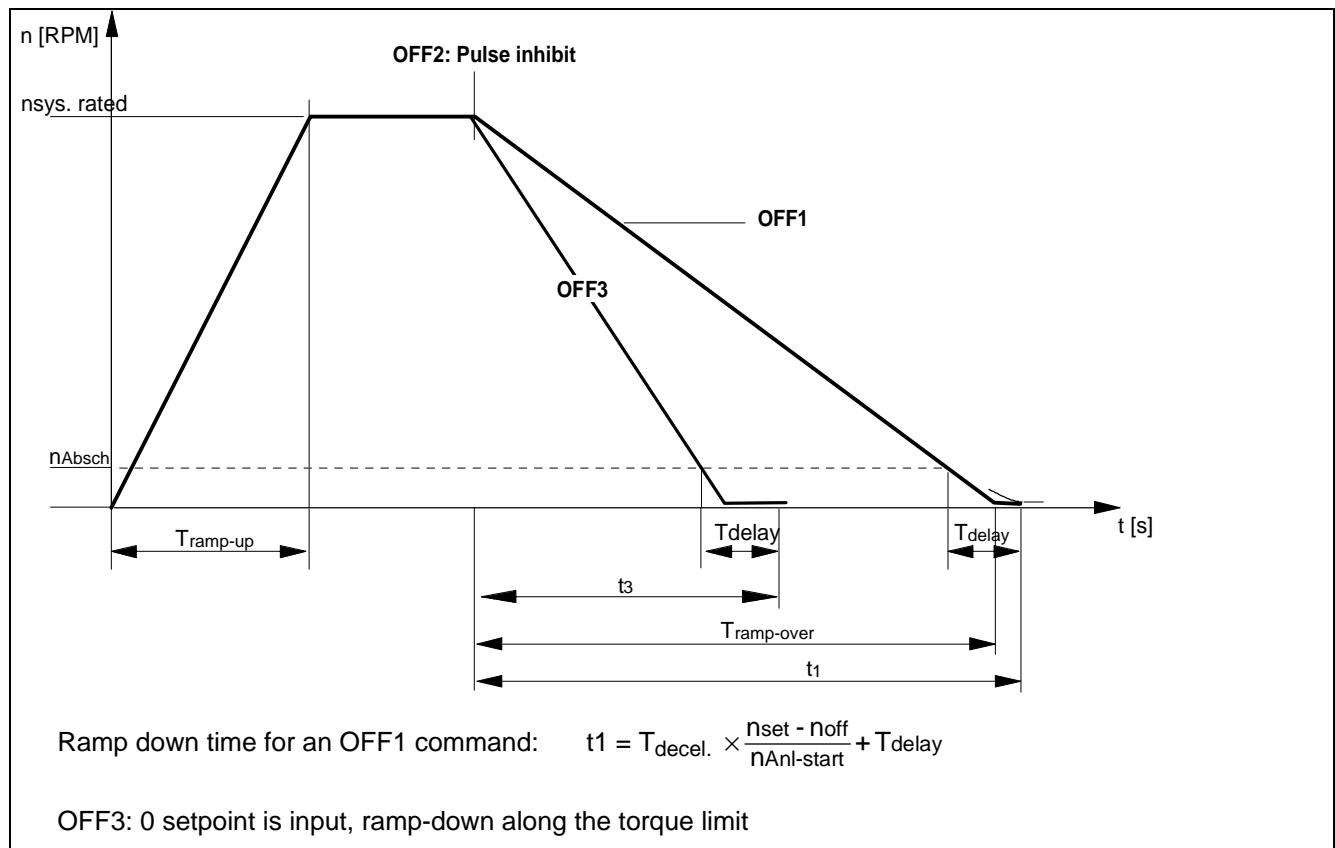 n [RPM]
OFF2: Pulse inhibit
nsys. rated
OFF1
OFF3
nAbsch
t [s]
Tramp-up
Tdelay
Tdelay
t3
Tramp-over
t1
Ramp down time for an OFF1 command: t1 = Tdecel. × nset - noff / nAnl-start + Tdelay
OFF3: 0 setpoint is input, ramp-down along the torque limit